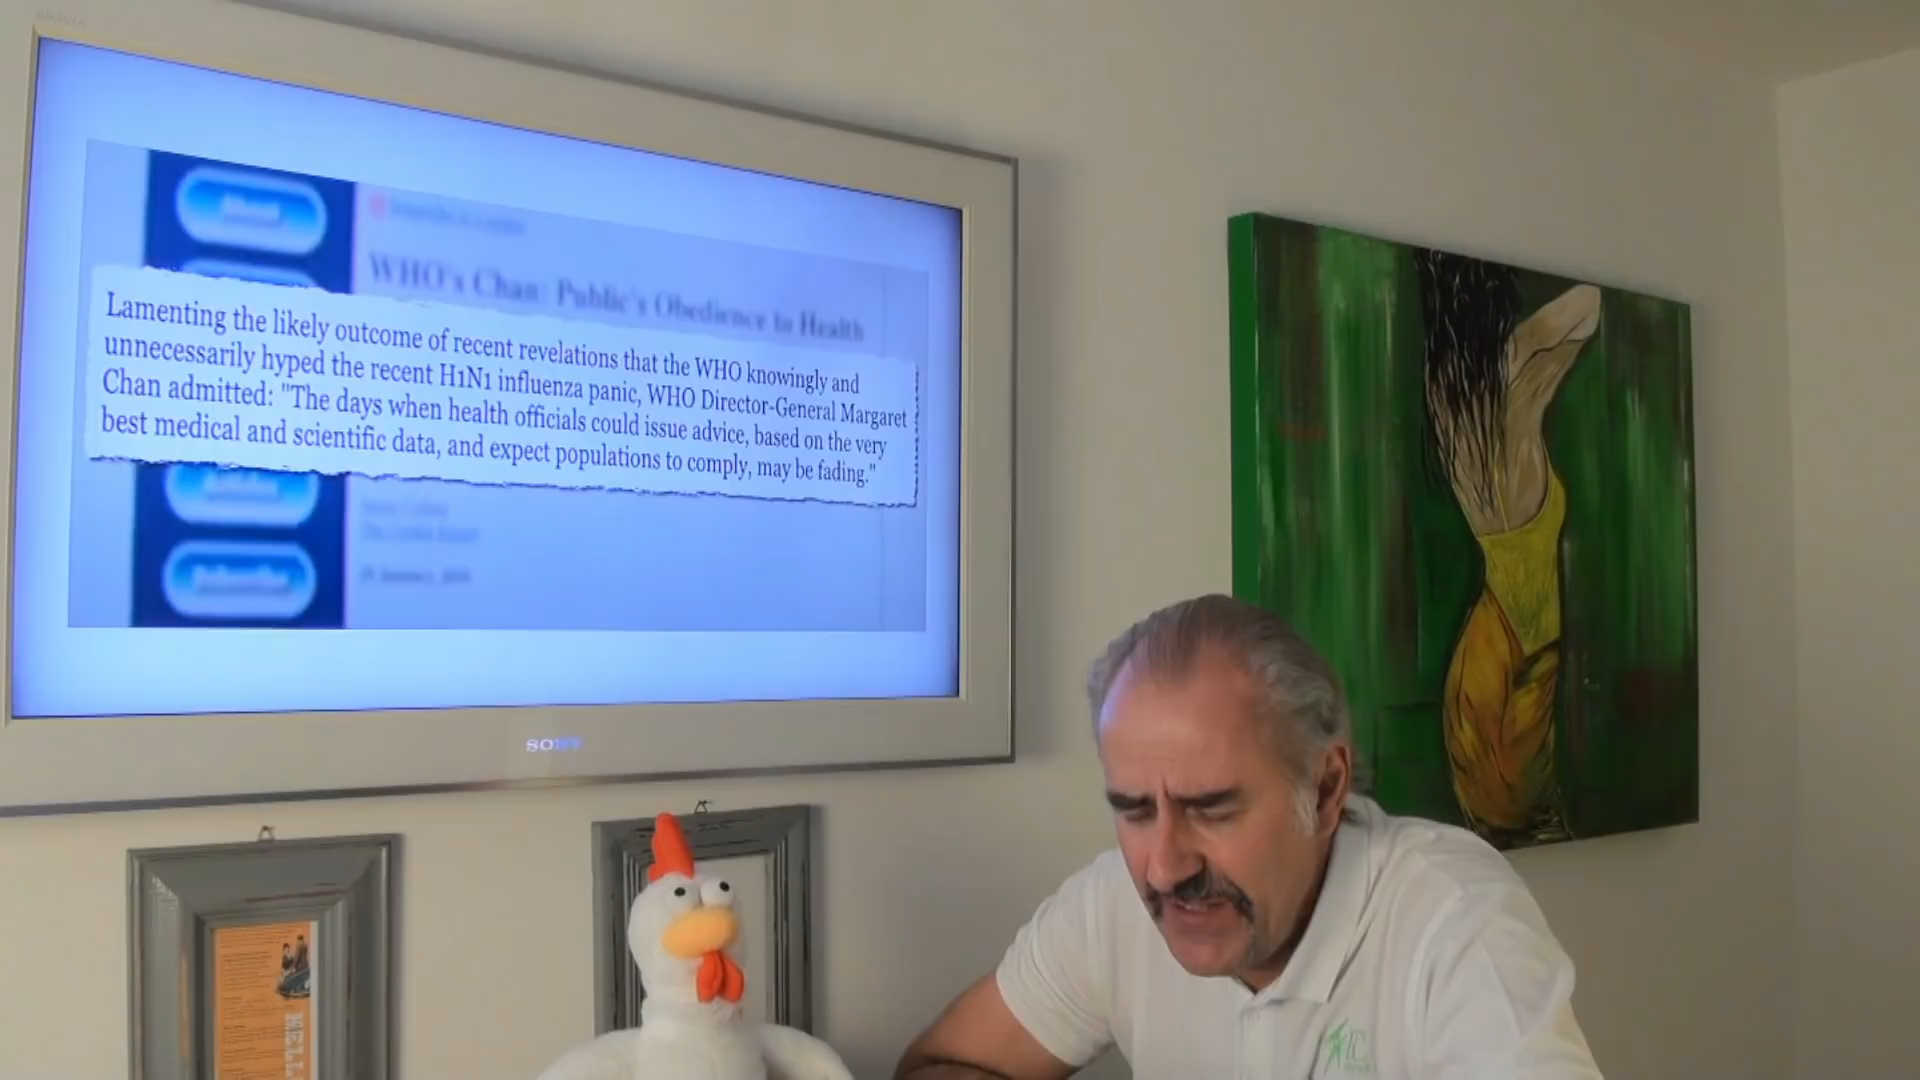 WHO's Chan: Public's Obedience to Health
Lamenting the likely outcome of recent revelations that the WHO knowingly and
unnecessarily hyped the recent H1N1 influenza panic, WHO Director-General Margaret
Chan admitted: "The days when health officials could issue advice, based on the very
best medical and scientific data, and expect populations to comply, may be fading."
Subscribe
SONY